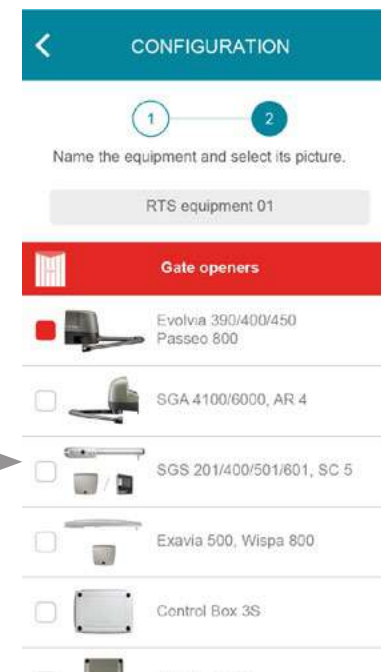 CONFIGURATION
1
2
Name the equipment and select its picture.
RTS equipment 01
Gate openers
Evolvia 390/400/450
Passeo 800
SGA 4100/6000, AR 4
SGS 201/400/501/601, SC 5
Exavia 500, Wispa 800
Control Box 3S